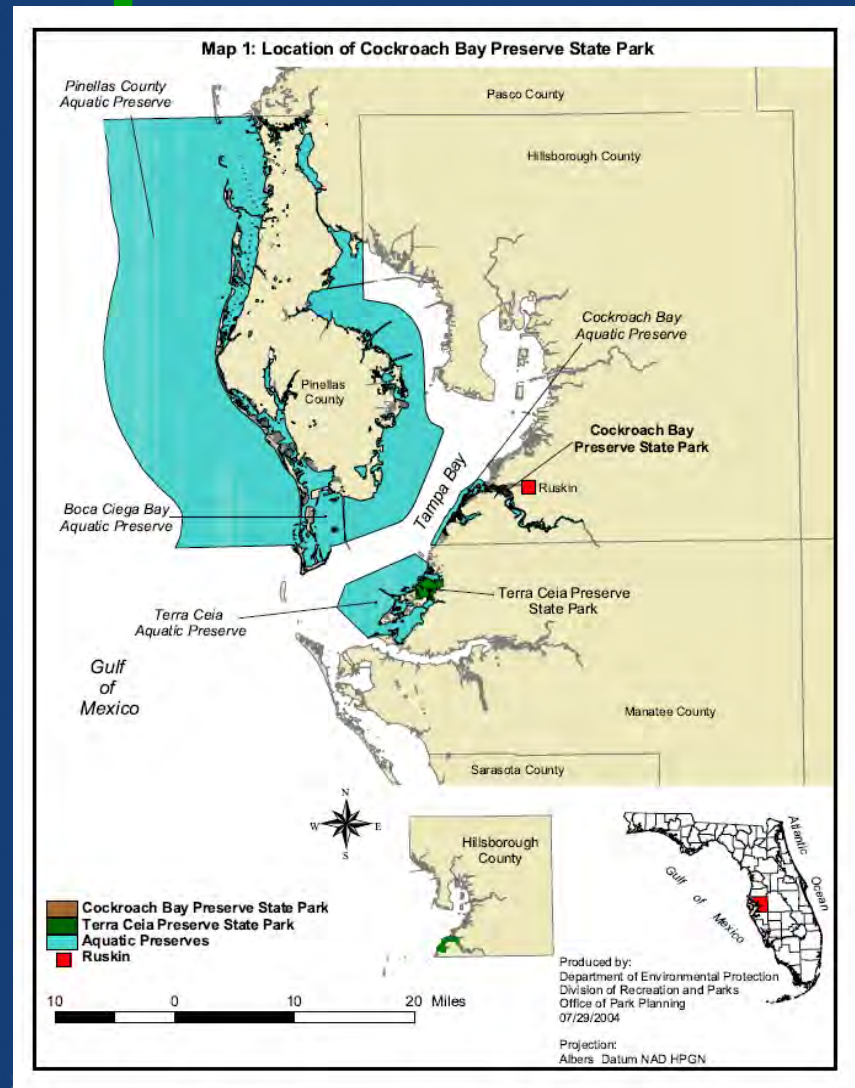 Map 1: Location of Cockroach Bay Preserve State Park
Pinellas County
Aquatic Preserve
Pasco County
Hillsborough County
Cockroach Bay
Aquatic Preserve
Pinellas
County
Cockroach Bay
Preserve State Park
Ruskin
Tampa Bay
Boca Ciega Bay
Aquatic Preserve
Terra Ceia Preserve
State Park
Terra Ceia
Aquatic Preserve
Gulf
of
Mexico
Manatee County
Sarasota County
N
W
E
S
Hillsborough
County
Atlantic
Ocean
Gulf of Mexico
Cockroach Bay Preserve State Park
Terra Ceia Preserve State Park
Aquatic Preserves
Ruskin
10 0 10 20 Miles
Produced by:
Department of Environmental Protection
Division of Recreation and Parks
Office of Park Planning
07/29/2004
Projection:
Albers Datum NAD HPGN